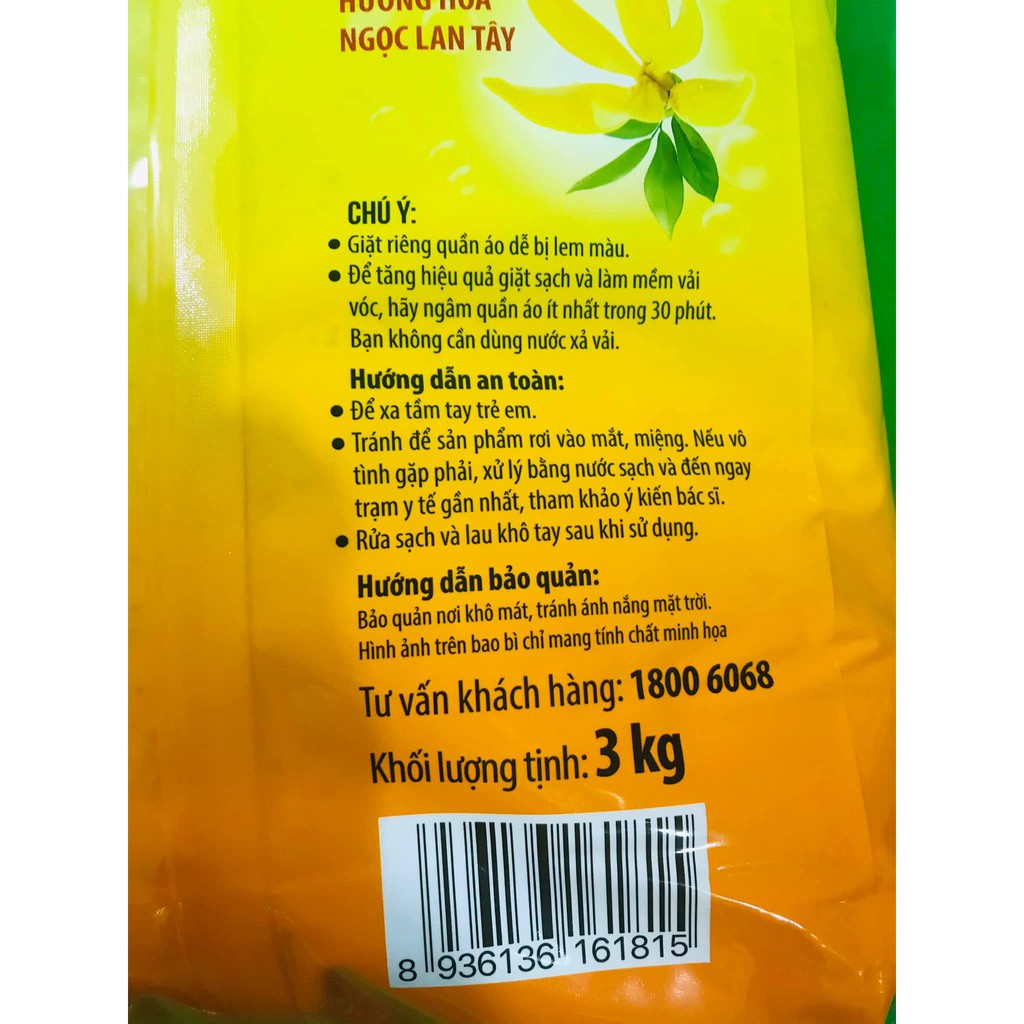 HƯƠNG HOA
NGỌC LAN TÂY
CHÚ Ý:
• Giặt riêng quần áo dễ bị lem màu.
• Để tăng hiệu quả giặt sạch và làm mềm vải
vóc, hãy ngâm quần áo ít nhất trong 30 phút.
Bạn không cần dùng nước xả vải.
Hướng dẫn an toàn:
• Để xa tầm tay trẻ em.
• Tránh để sản phẩm rơi vào mắt, miệng. Nếu vô
tình gặp phải, xử lý bằng nước sạch và đến ngay
trạm y tế gần nhất, tham khảo ý kiến bác sĩ.
• Rửa sạch và lau khô tay sau khi sử dụng.
Hướng dẫn bảo quản:
Bảo quản nơi khô mát, tránh ánh nắng mặt trời.
Hình ảnh trên bao bì chỉ mang tính chất minh họa
Tư vấn khách hàng: 1800 6068
Khối lượng tịnh: 3 kg
8 936136 161815